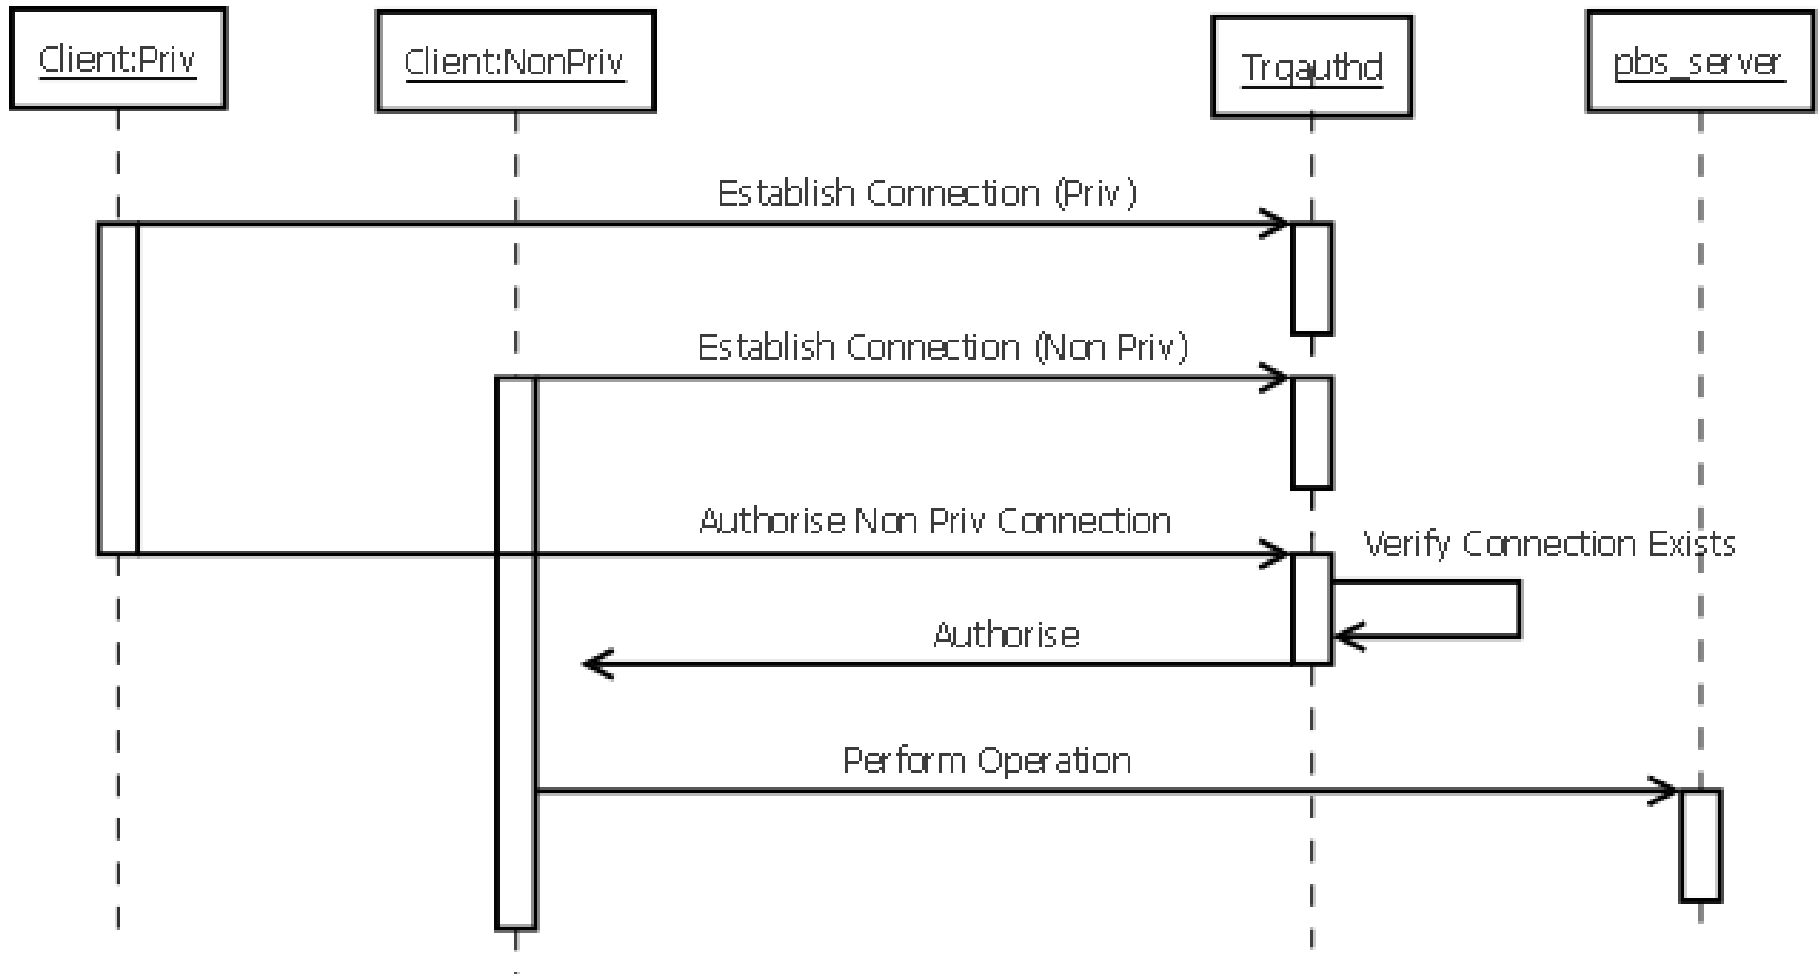 Client:Priv
Client:NonPriv
Trqauthd
pbs_server
Establish Connection (Priv)
Establish Connection (Non Priv)
Authorise Non Priv Connection
Verify Connection Exists
Authorise
Perform Operation